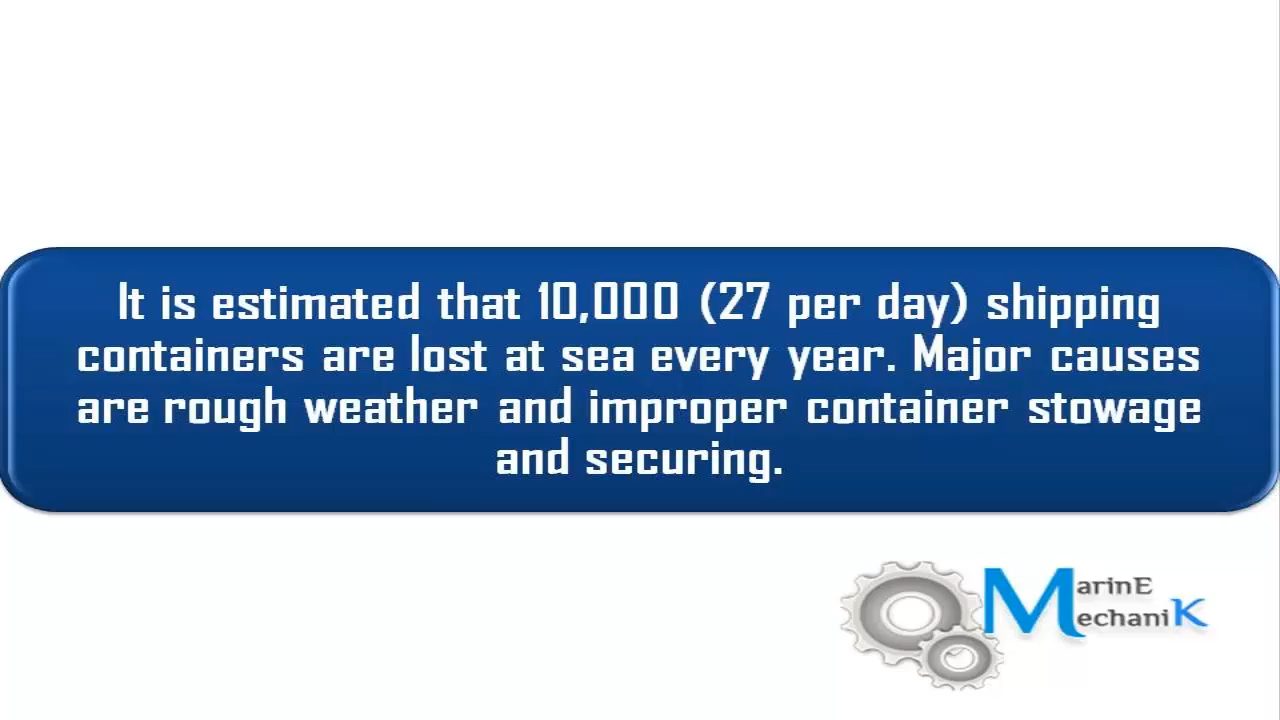 It is estimated that 10,000 (27 per day) shipping
containers are lost at sea every year. Major causes
are rough weather and improper container stowage
and securing.
MarinE
MechaniK